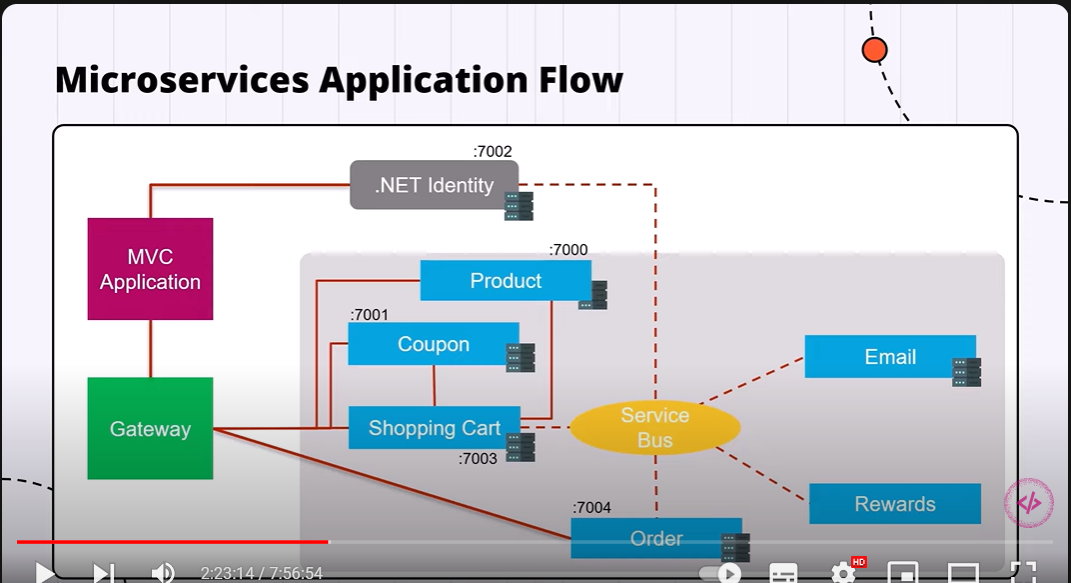 Microservices Application Flow
:7002
.NET Identity
MVC
Application
:7000
Product
:7001
Coupon
Email
Gateway
Shopping Cart
Service
Bus
:7003
Rewards
:7004
Order
</>
2:23:14 / 7:56:54
HD